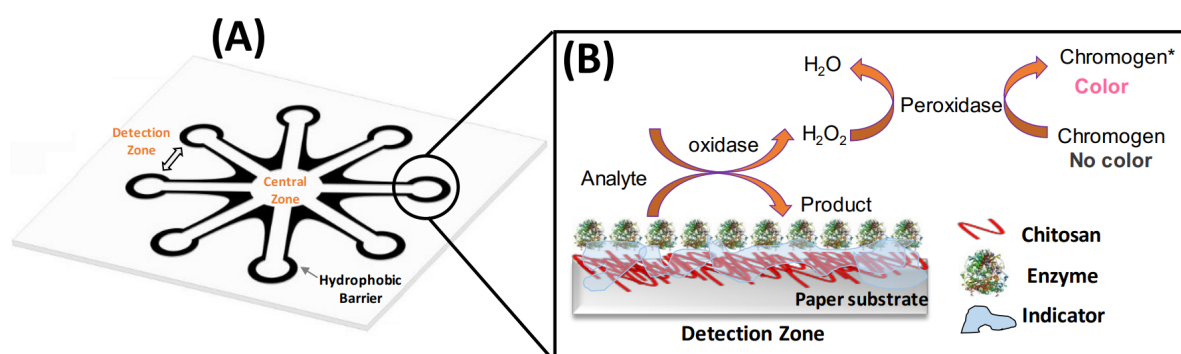 (A)
Detection
Zone
Central
Zone
Hydrophobic
Barrier
(B)
H₂O
Chromogen*
Color
Peroxidase
oxidase
H₂O₂
Chromogen
No color
Analyte
Product
Chitosan
Enzyme
Paper substrate
Indicator
Detection Zone